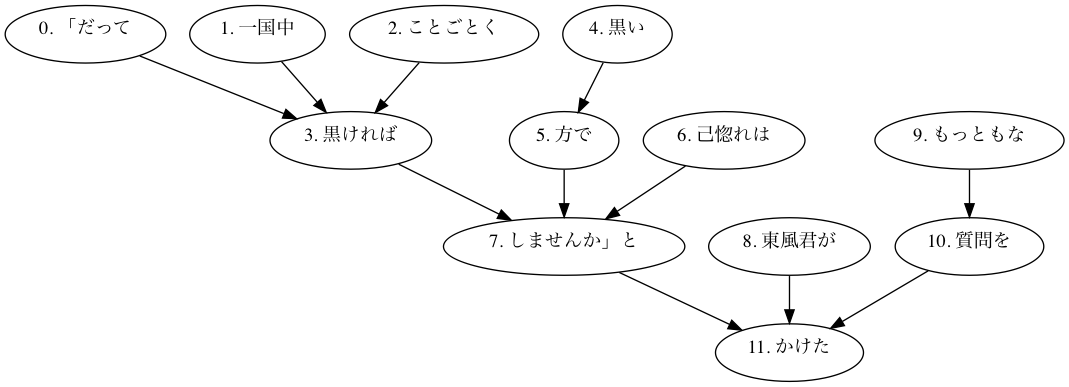 0. 「だって
1. 一国中
2. ことごとく
4. 黒い
3. 黒ければ
5. 方で
6. 己惚れは
9. もっともな
7. しませんか」と
8. 東風君が
10. 質問を
11. かけた